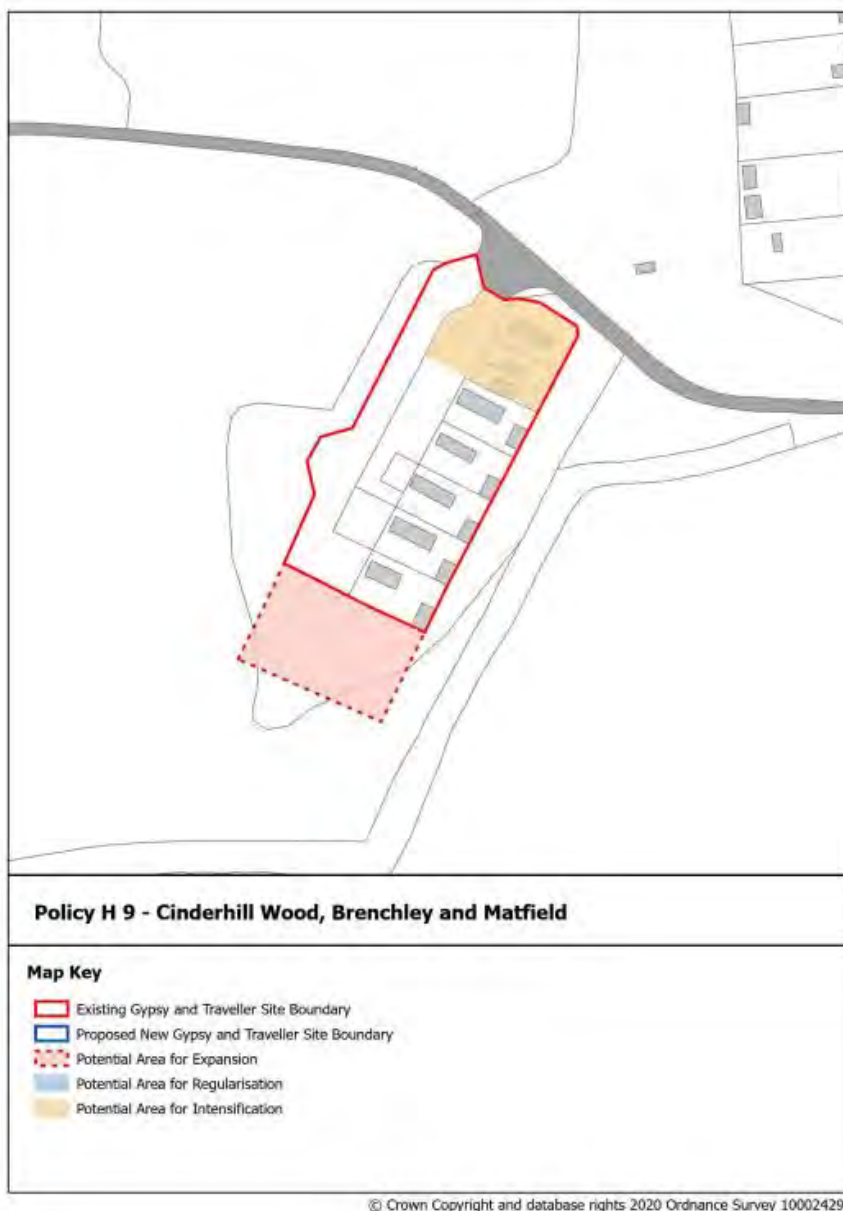 Policy H 9 - Cinderhill Wood, Brenchley and Matfield
Map Key
Existing Gypsy and Traveller Site Boundary
Proposed New Gypsy and Traveller Site Boundary
Potential Area for Expansion
Potential Area for Regularisation
Potential Area for Intensification
© Crown Copyright and database rights 2020 Ordnance Survey 10002429